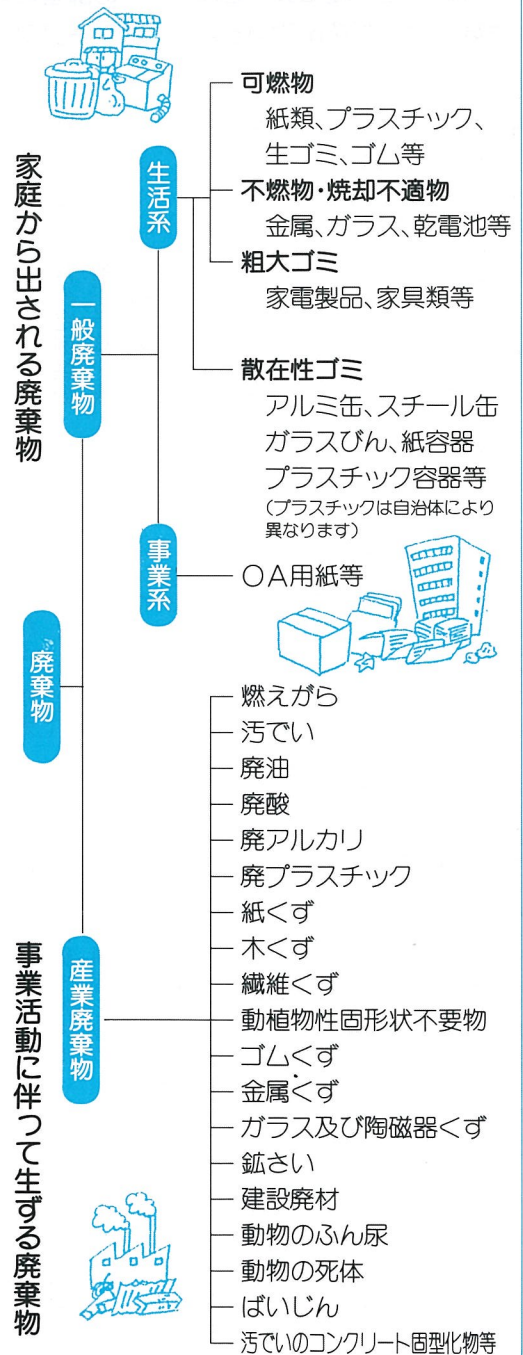 家庭から出される廃棄物
事業活動に伴って生ずる廃棄物
廃棄物
一般廃棄物
生活系
可燃物
紙類、プラスチック、
生ゴミ、ゴム等
不燃物・焼却不適物
金属、ガラス、乾電池等
粗大ゴミ
家電製品、家具類等
散在性ゴミ
アルミ缶、スチール缶
ガラスびん、紙容器
プラスチック容器等
(プラスチックは自治体により
異なります)
事業系
OA用紙等
産業廃棄物
燃えがら
汚でい
廃油
廃酸
廃アルカリ
廃プラスチック
紙くず
木くず
繊維くず
動植物性固形状不要物
ゴムくず
金属くず
ガラス及び陶磁器くず
鉱さい
建設廃材
動物のふん尿
動物の死体
ばいじん
汚でいのコンクリート固型化物等